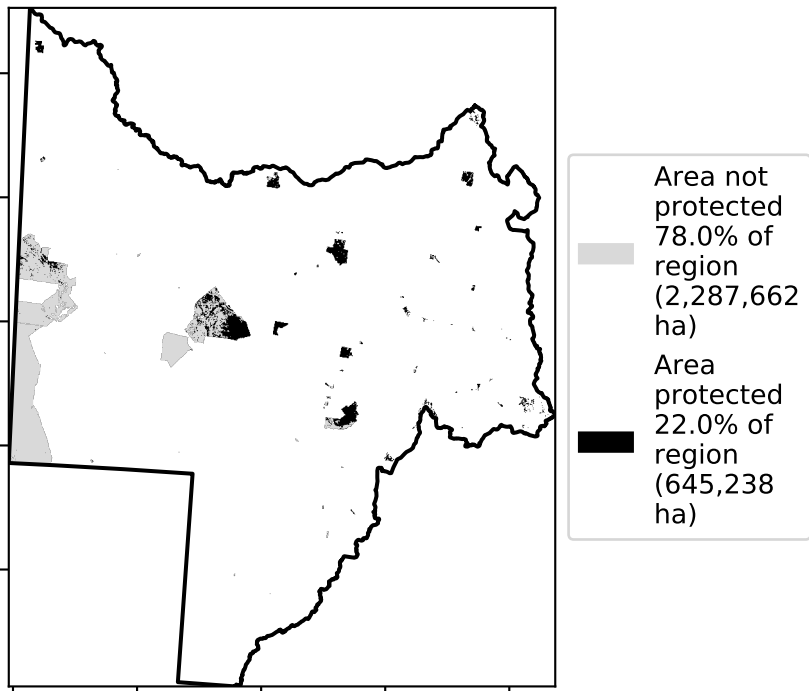 Area not
protected
78.0% of
region
(2,287,662
ha)
Area
protected
22.0% of
region
(645,238
ha)